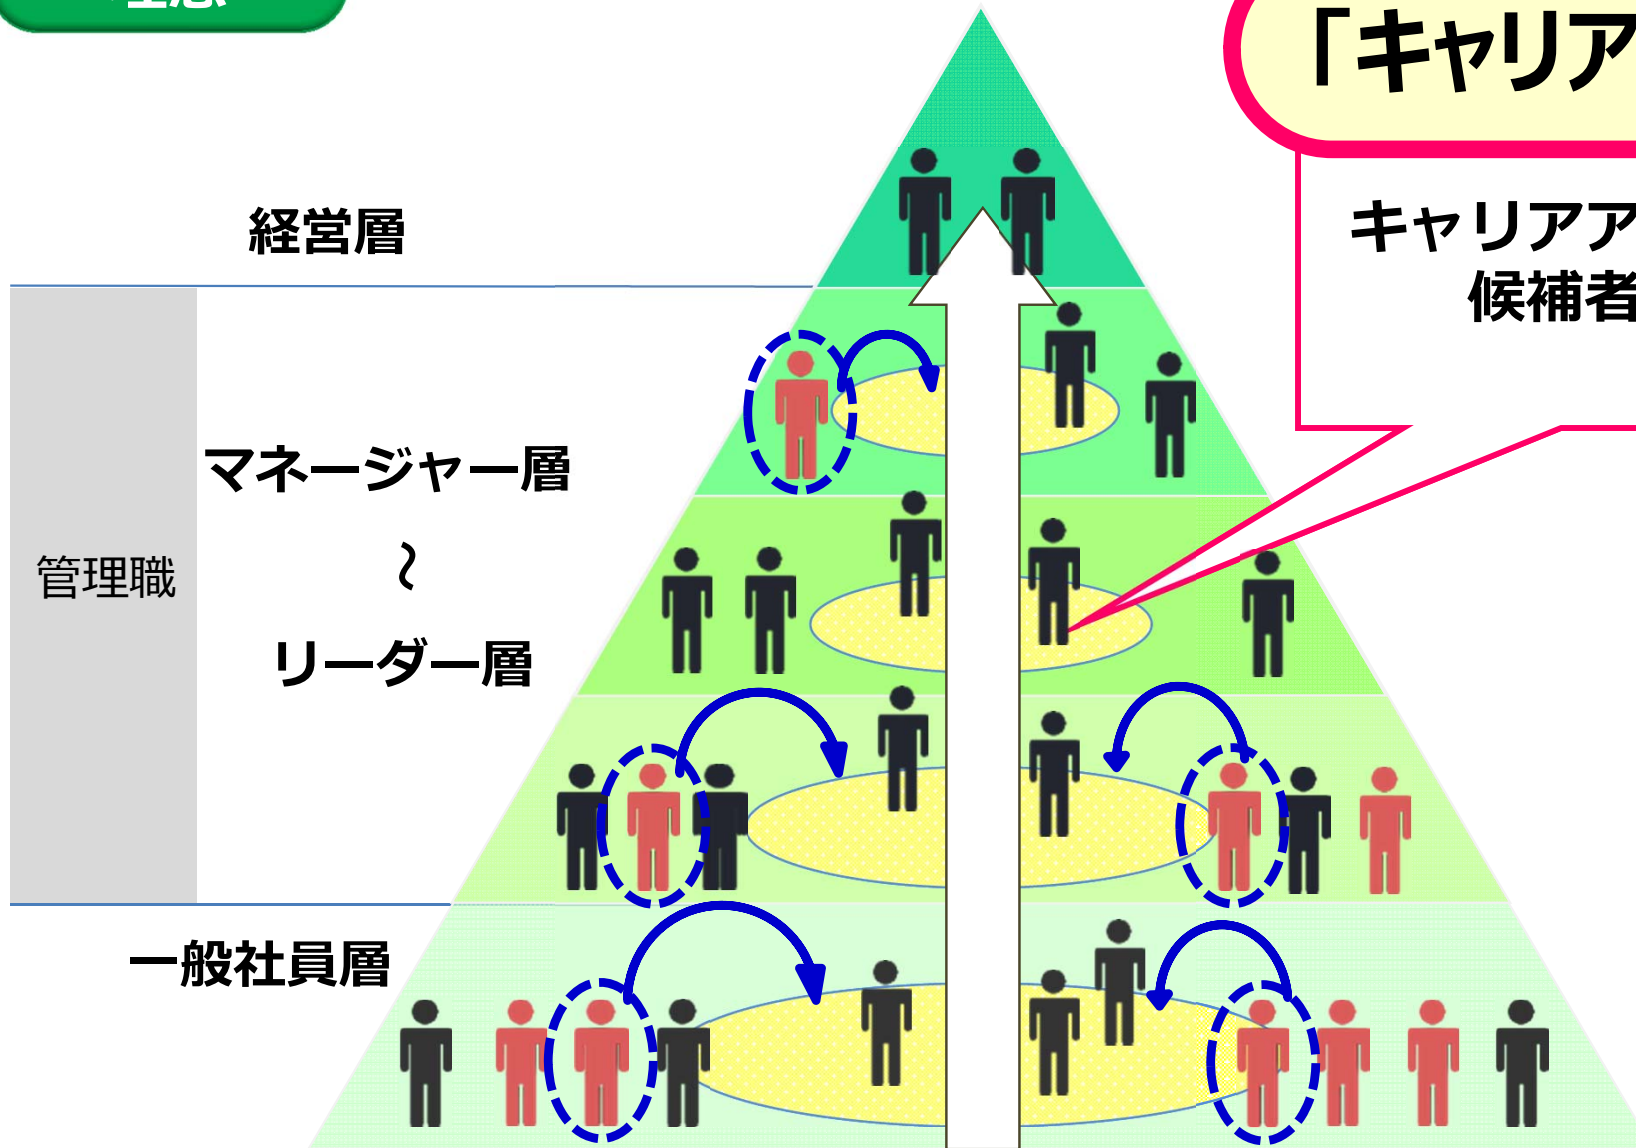 「キャリア
キャリアア
候補者
経営層
マネージャー層
～
リーダー層
管理職
一般社員層